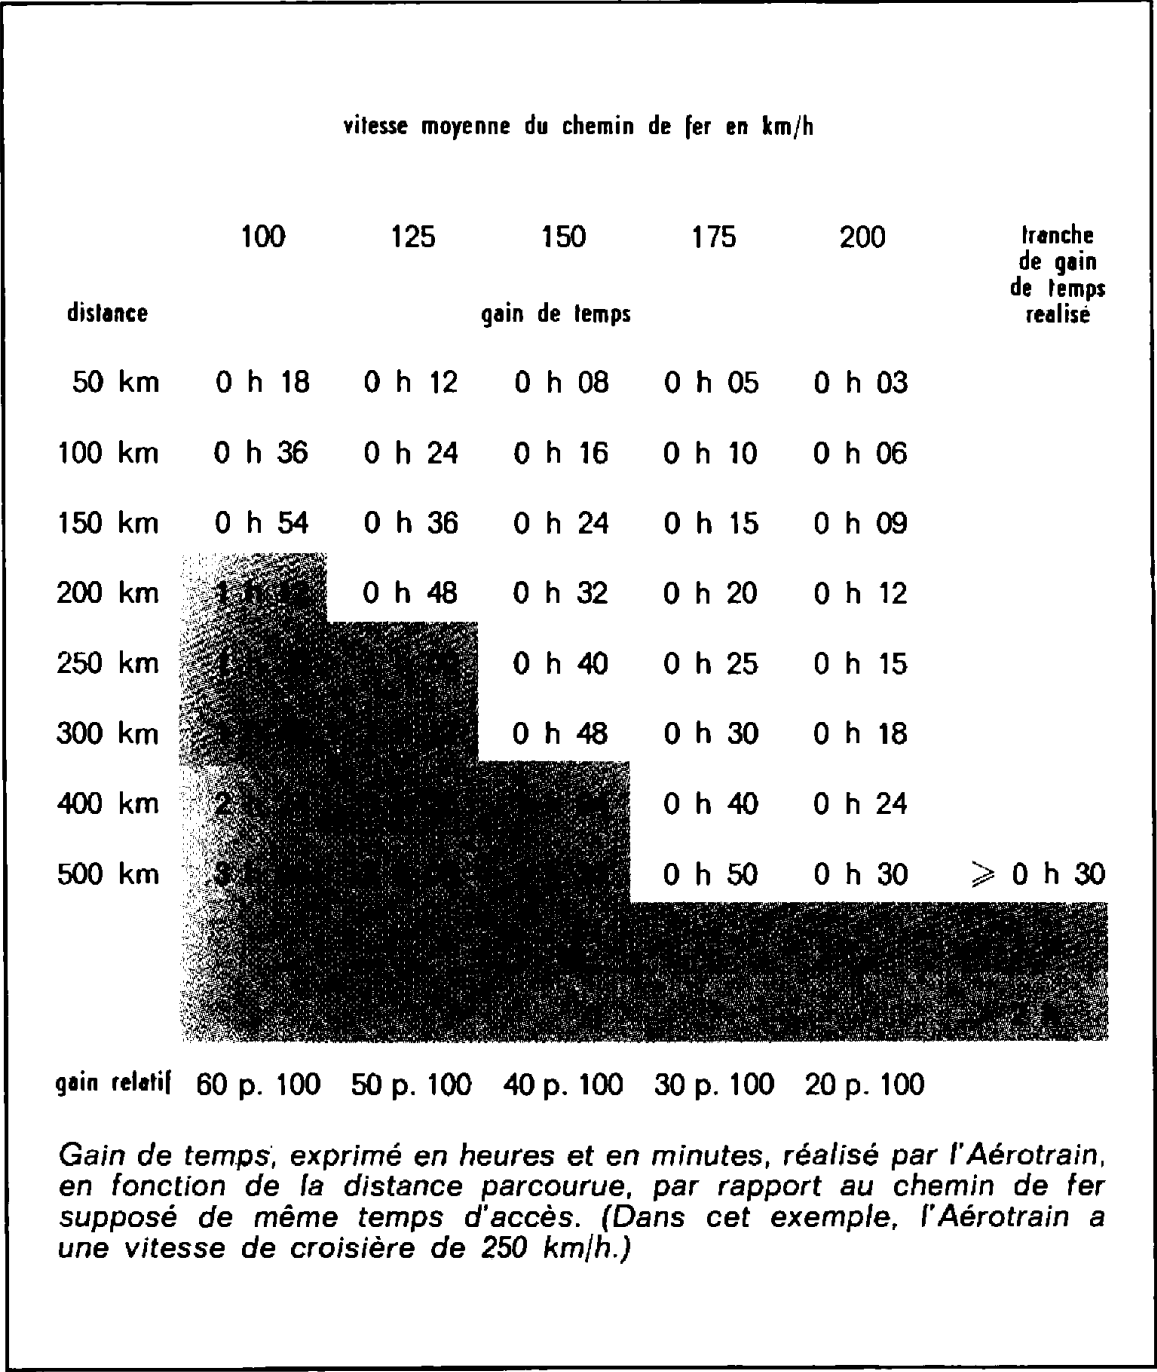 vitesse moyenne du chemin de fer en km/h
100 125 150 175 200 tranche
de gain
de temps
distance gain de temps realisé
50 km 0 h 18 0 h 12 0 h 08 0 h 05 0 h 03
100 km 0 h 36 0 h 24 0 h 16 0 h 10 0 h 06
150 km 0 h 54 0 h 36 0 h 24 0 h 15 0 h 09
200 km 1 h 0 h 48 0 h 32 0 h 20 0 h 12
250 km 0 h 40 0 h 25 0 h 15
300 km 0 h 48 0 h 30 0 h 18
400 km 2 0 h 40 0 h 24
500 km 3 0 h 50 0 h 30 ⩾ 0 h 30
gain relatif 60 p. 100 50 p. 100 40 p. 100 30 p. 100 20 p. 100
Gain de temps, exprimé en heures et en minutes, réalisé par l'Aérotrain,
en fonction de la distance parcourue, par rapport au chemin de fer
supposé de même temps d'accès. (Dans cet exemple, l'Aérotrain a
une vitesse de croisière de 250 km/h.)